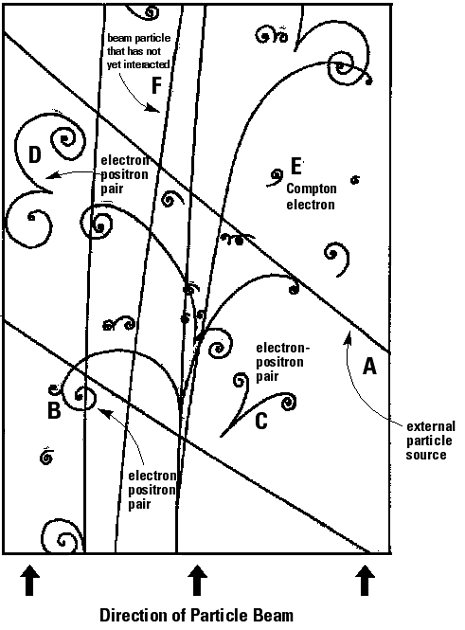 beam particle
that has not
yet interacted
F
D
electron
positron
pair
E
Compton
electron
electron-
positron
pair
A
B
C
external
particle
source
electron
positron
pair
Direction of Particle Beam